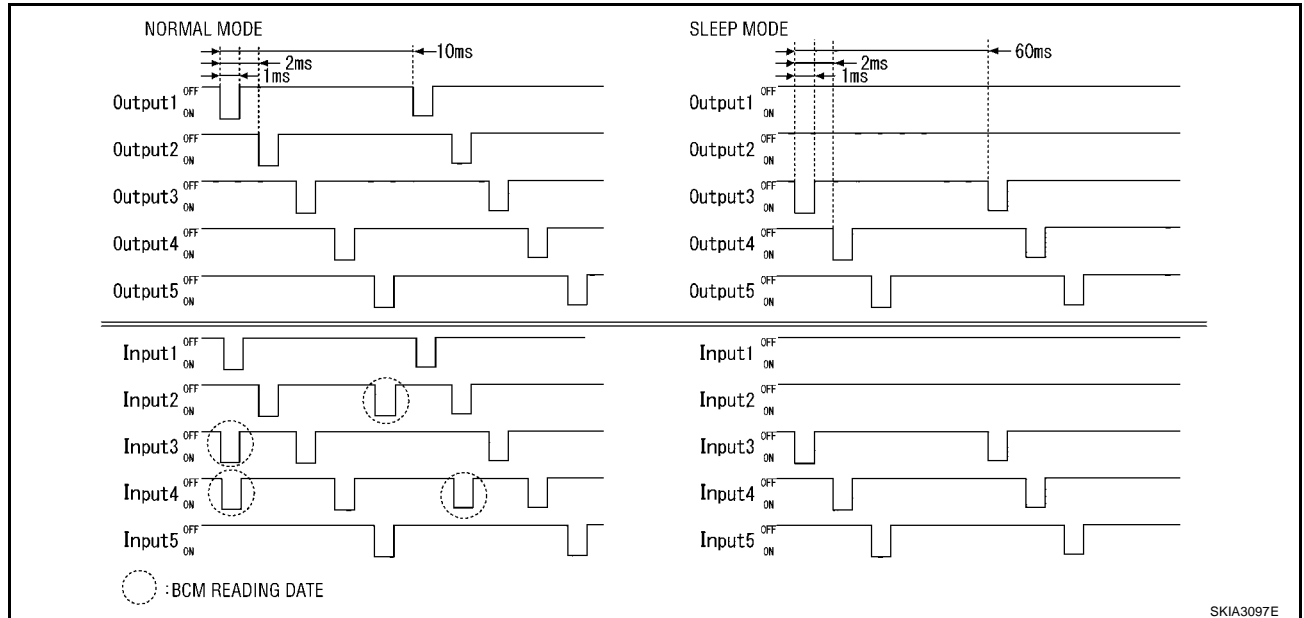 NORMAL MODE
10ms
2ms
1ms
Output1 OFF ON
Output2 OFF ON
Output3 OFF ON
Output4 OFF ON
Output5 OFF ON
Input1 OFF ON
Input2 OFF ON
Input3 OFF ON
Input4 OFF ON
Input5 OFF ON
:BCM READING DATE
SLEEP MODE
60ms
2ms
1ms
Output1 OFF ON
Output2 OFF ON
Output3 OFF ON
Output4 OFF ON
Output5 OFF ON
Input1 OFF ON
Input2 OFF ON
Input3 OFF ON
Input4 OFF ON
Input5 OFF ON
SKIA3097E